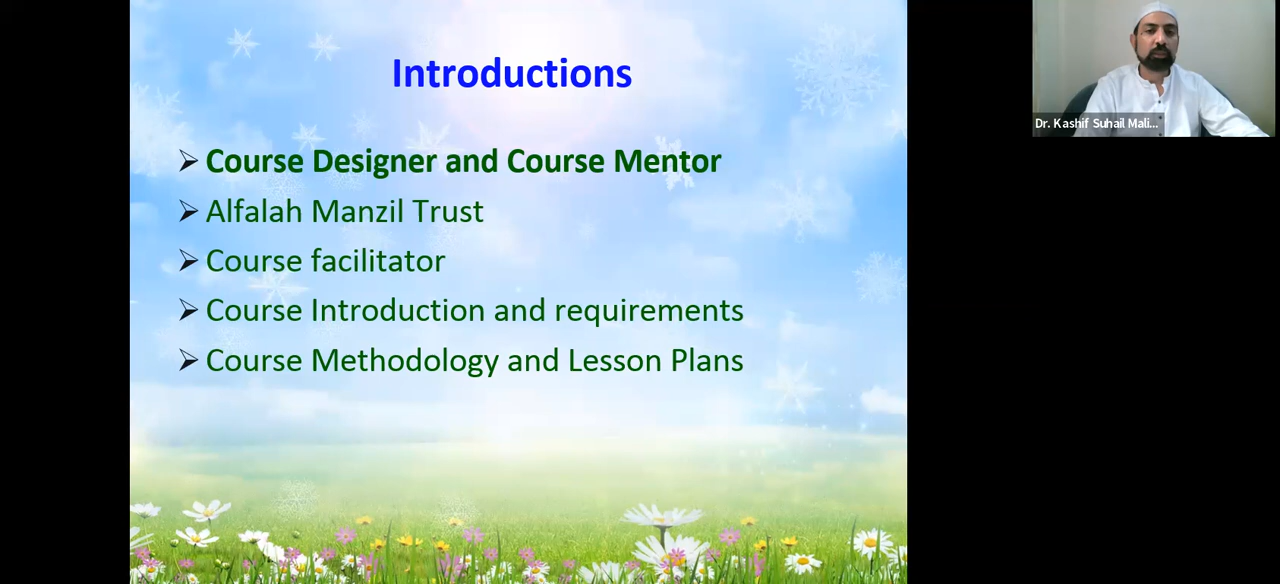 Introductions
Course Designer and Course Mentor
Alfalah Manzil Trust
Course facilitator
Course Introduction and requirements
Course Methodology and Lesson Plans
Dr. Kashif Suhail Mali...